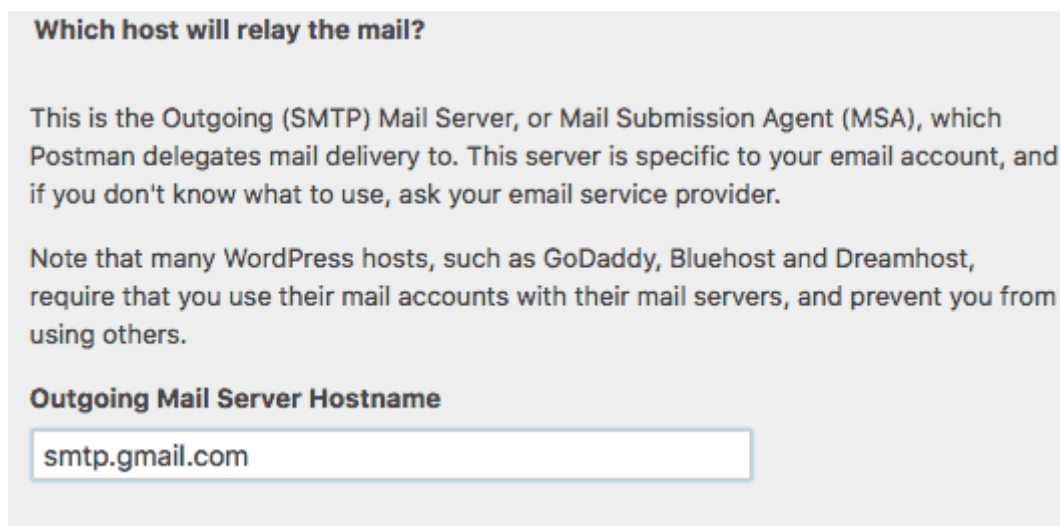 Which host will relay the mail?
This is the Outgoing (SMTP) Mail Server, or Mail Submission Agent (MSA), which
Postman delegates mail delivery to. This server is specific to your email account, and
if you don't know what to use, ask your email service provider.
Note that many WordPress hosts, such as GoDaddy, Bluehost and Dreamhost,
require that you use their mail accounts with their mail servers, and prevent you from
using others.
Outgoing Mail Server Hostname
smtp.gmail.com